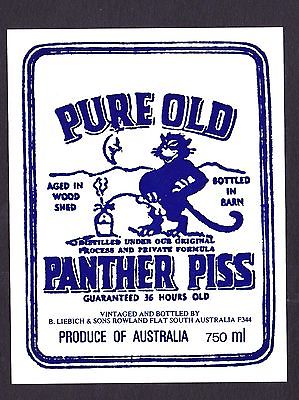 PURE OLD
AGED IN
WOOD
SHED
BOTTLED
IN
BARN
DISTILLED UNDER OUR ORIGINAL
PROCESS AND PRIVATE FORMULA
PANTHER PISS
GUARANTEED 36 HOURS OLD
VINTAGED AND BOTTLED BY
B. LIEBICH & SONS ROWLAND FLAT SOUTH AUSTRALIA F344
PRODUCE OF AUSTRALIA 750 ml